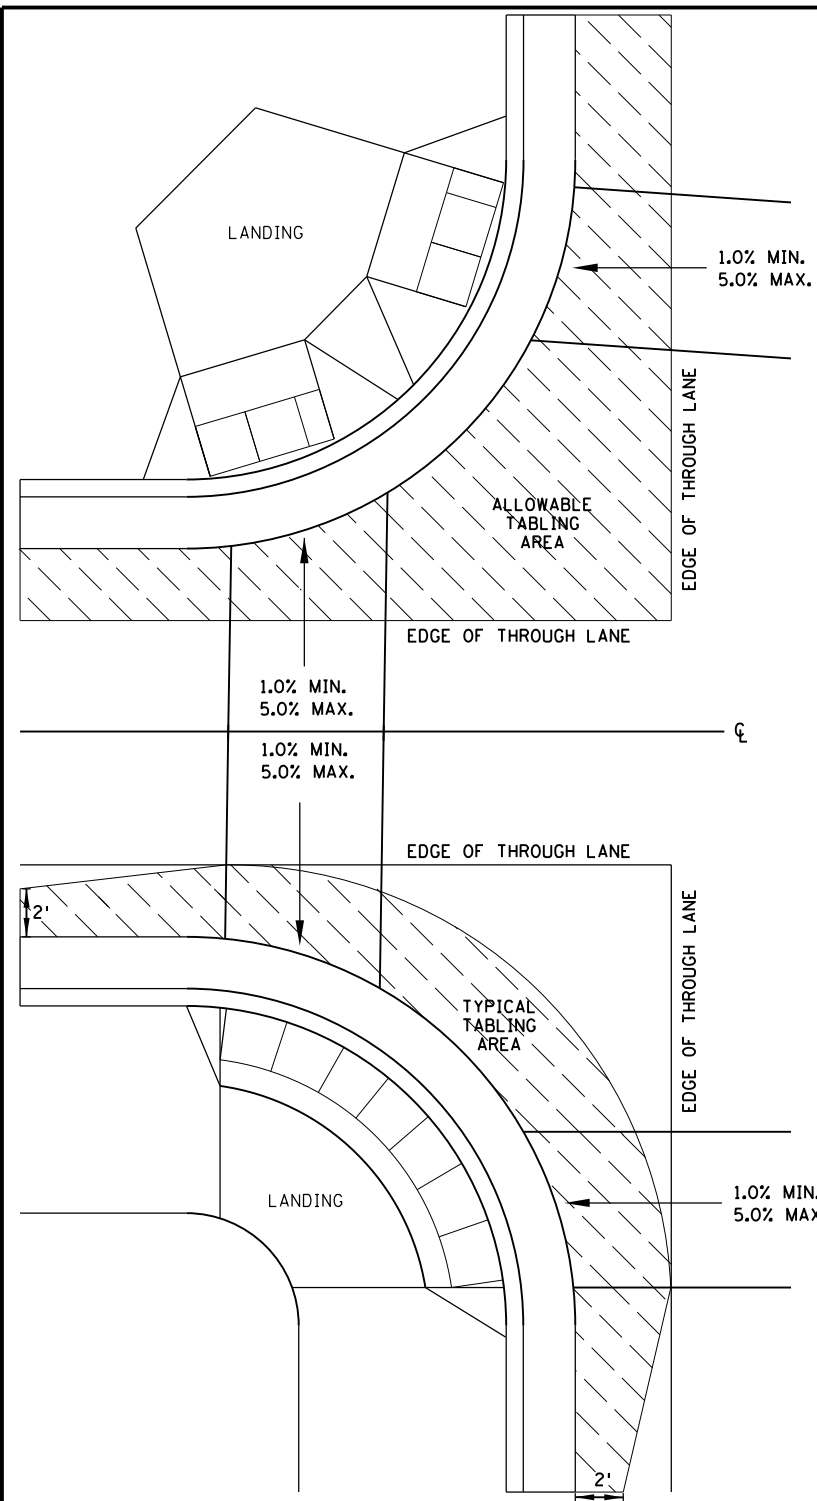 LANDING
1.0% MIN.
5.0% MAX.
EDGE OF THROUGH LANE
ALLOWABLE
TABLING
AREA
EDGE OF THROUGH LANE
1.0% MIN.
5.0% MAX.
℄
1.0% MIN.
5.0% MAX.
EDGE OF THROUGH LANE
2'
EDGE OF THROUGH LANE
TYPICAL
TABLING
AREA
LANDING
1.0% MIN.
5.0% MAX
2'